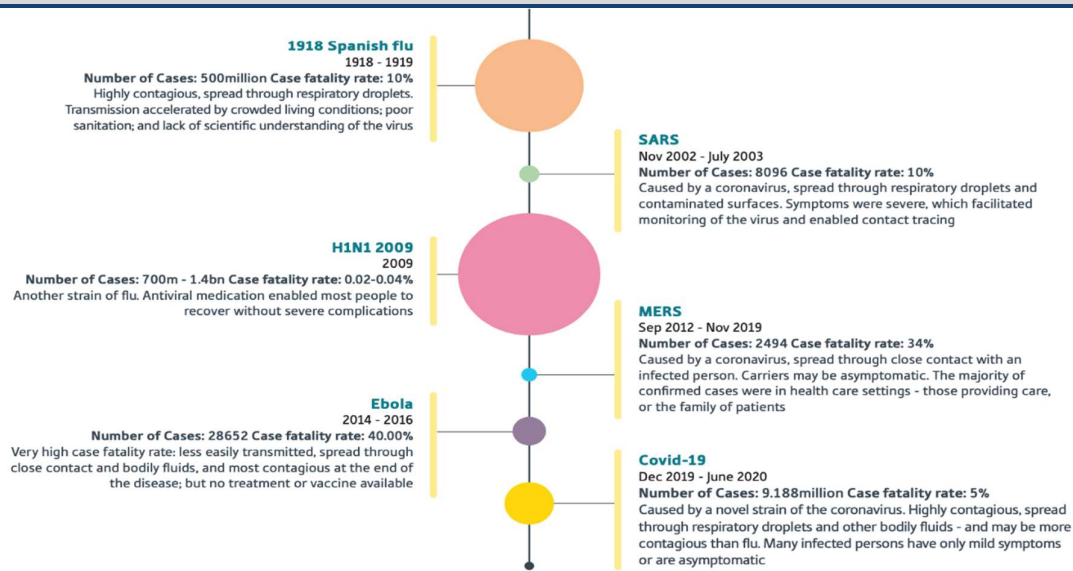 1918 Spanish flu
1918 - 1919
Number of Cases: 500million Case fatality rate: 10%
Highly contagious, spread through respiratory droplets.
Transmission accelerated by crowded living conditions; poor
sanitation; and lack of scientific understanding of the virus
SARS
Nov 2002 - July 2003
Number of Cases: 8096 Case fatality rate: 10%
Caused by a coronavirus, spread through respiratory droplets and
contaminated surfaces. Symptoms were severe, which facilitated
monitoring of the virus and enabled contact tracing
H1N1 2009
2009
Number of Cases: 700m - 1.4bn Case fatality rate: 0.02-0.04%
Another strain of flu. Antiviral medication enabled most people to
recover without severe complications
MERS
Sep 2012 - Nov 2019
Number of Cases: 2494 Case fatality rate: 34%
Caused by a coronavirus, spread through close contact with an
infected person. Carriers may be asymptomatic. The majority of
confirmed cases were in health care settings - those providing care,
or the family of patients
Ebola
2014 - 2016
Number of Cases: 28652 Case fatality rate: 40.00%
Very high case fatality rate: less easily transmitted, spread through
close contact and bodily fluids, and most contagious at the end of
the disease; but no treatment or vaccine available
Covid-19
Dec 2019 - June 2020
Number of Cases: 9.188million Case fatality rate: 5%
Caused by a novel strain of the coronavirus. Highly contagious, spread
through respiratory droplets and other bodily fluids - and may be more
contagious than flu. Many infected persons have only mild symptoms
or are asymptomatic